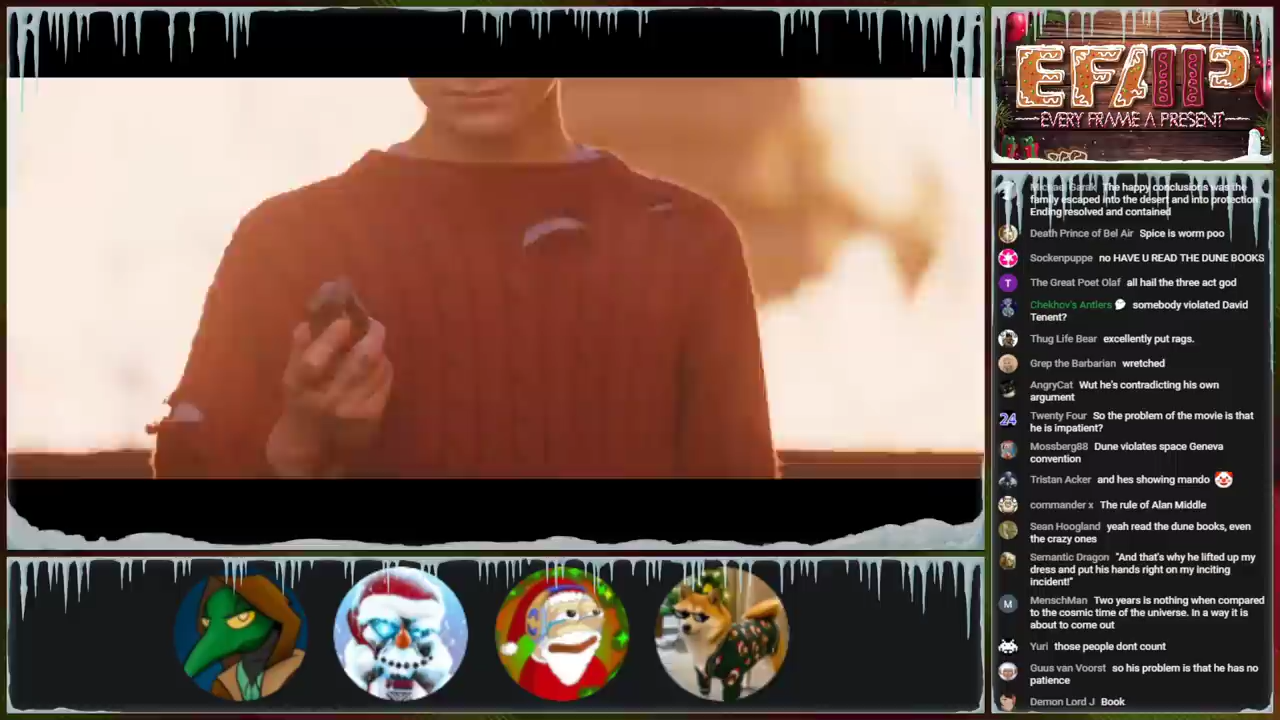 EFAP
EVERY FRAME A PRESENT
Michael Sarak The happy conclusions was the
family escaped into the desert and into protection.
Ending resolved and contained
Death Prince of Bel Air Spice is worm poo
Sockenpuppe no HAVE U READ THE DUNE BOOKS
T The Great Poet Olaf all hail the three act god
Chekhov's Antlers somebody violated David
Tenent?
Thug Life Bear excellently put rags.
Grep the Barbarian wretched
AngryCat Wut he's contradicting his own
argument
24 Twenty Four So the problem of the movie is that
he is impatient?
Mossberg88 Dune violates space Geneva
convention
Tristan Acker and hes showing mando
commander x The rule of Alan Middle
Sean Hoogland yeah read the dune books, even
the crazy ones
Semantic Dragon "And that's why he lifted up my
dress and put his hands right on my inciting
incident!"
M MenschMan Two years is nothing when compared
to the cosmic time of the universe. In a way it is
about to come out
Yuri those people dont count
Guus van Voorst so his problem is that he has no
patience
Demon Lord J Book